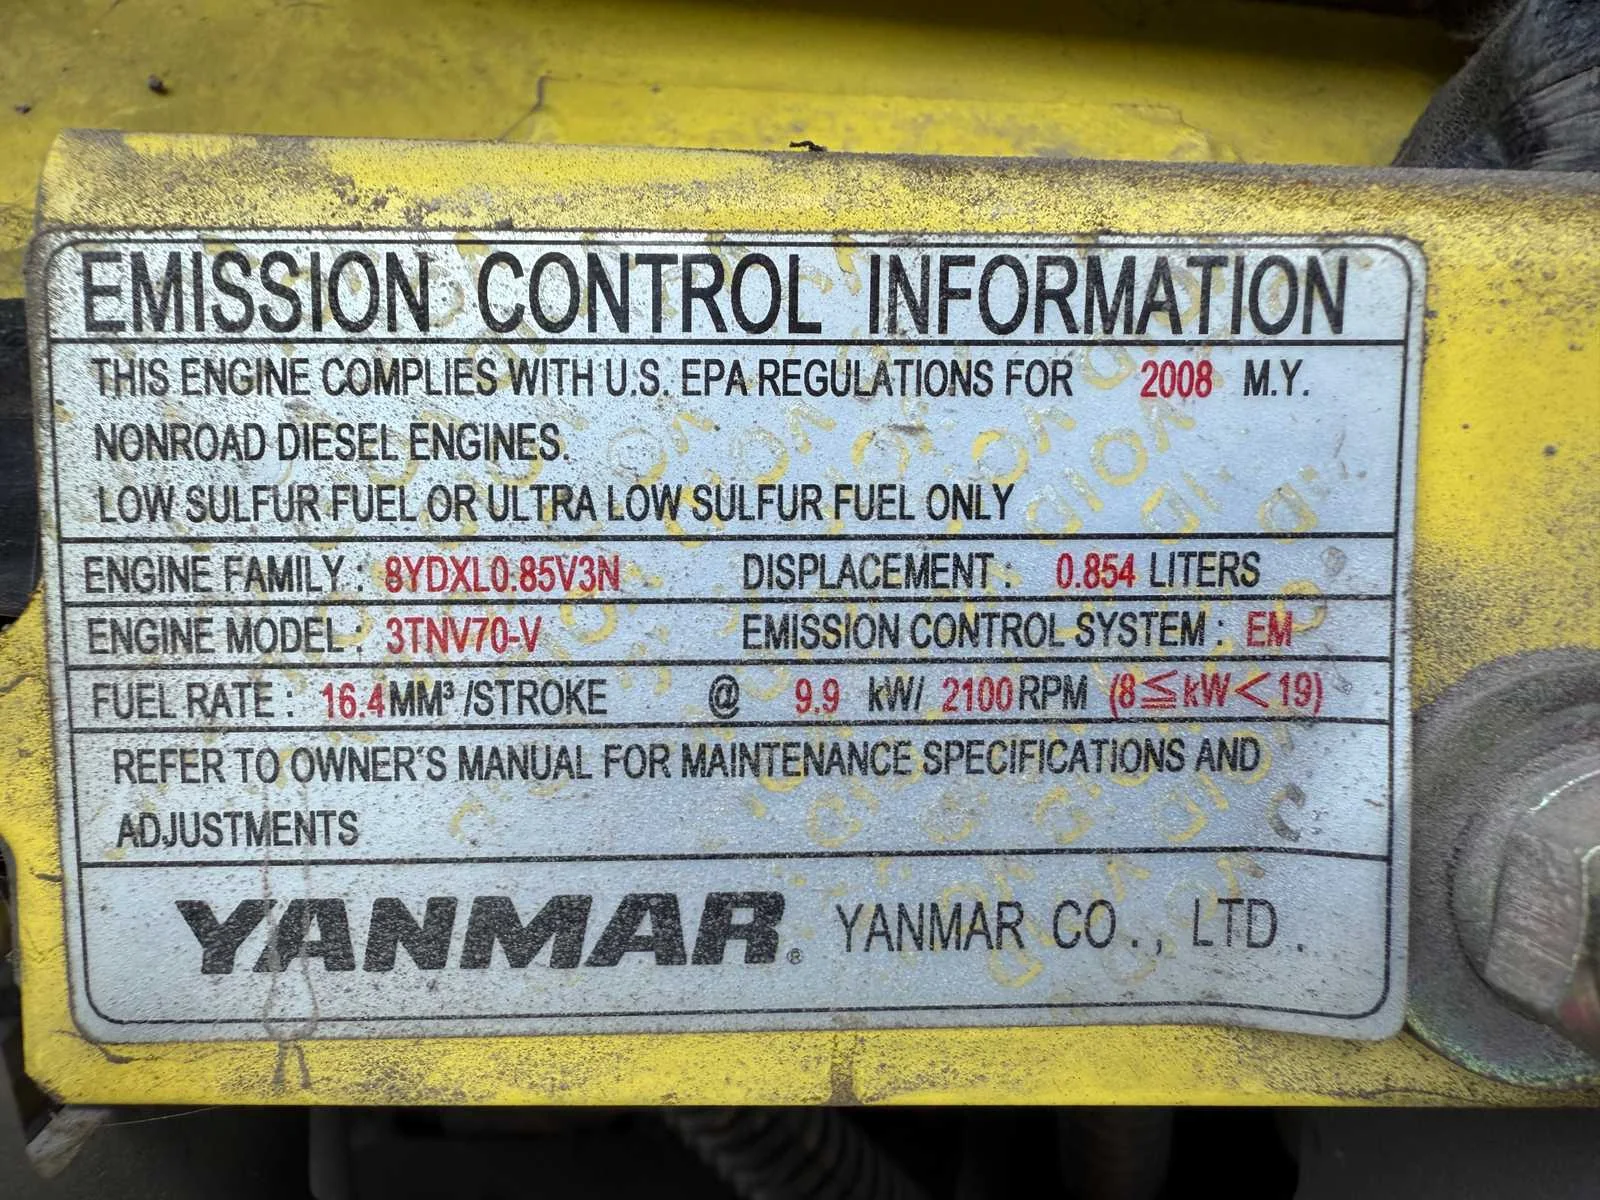 EMISSION CONTROL INFORMATION
THIS ENGINE COMPLIES WITH U.S. EPA REGULATIONS FOR 2008 M.Y.
NONROAD DIESEL ENGINES.
LOW SULFUR FUEL OR ULTRA LOW SULFUR FUEL ONLY
ENGINE FAMILY : 8YDXL0.85V3N DISPLACEMENT : 0.854 LITERS
ENGINE MODEL : 3TNV70-V EMISSION CONTROL SYSTEM : EM
FUEL RATE : 16.4 MM³ /STROKE @ 9.9 kW/ 2100 RPM (8≦kW<19)
REFER TO OWNER'S MANUAL FOR MAINTENANCE SPECIFICATIONS AND
ADJUSTMENTS
YANMAR® YANMAR CO., LTD.